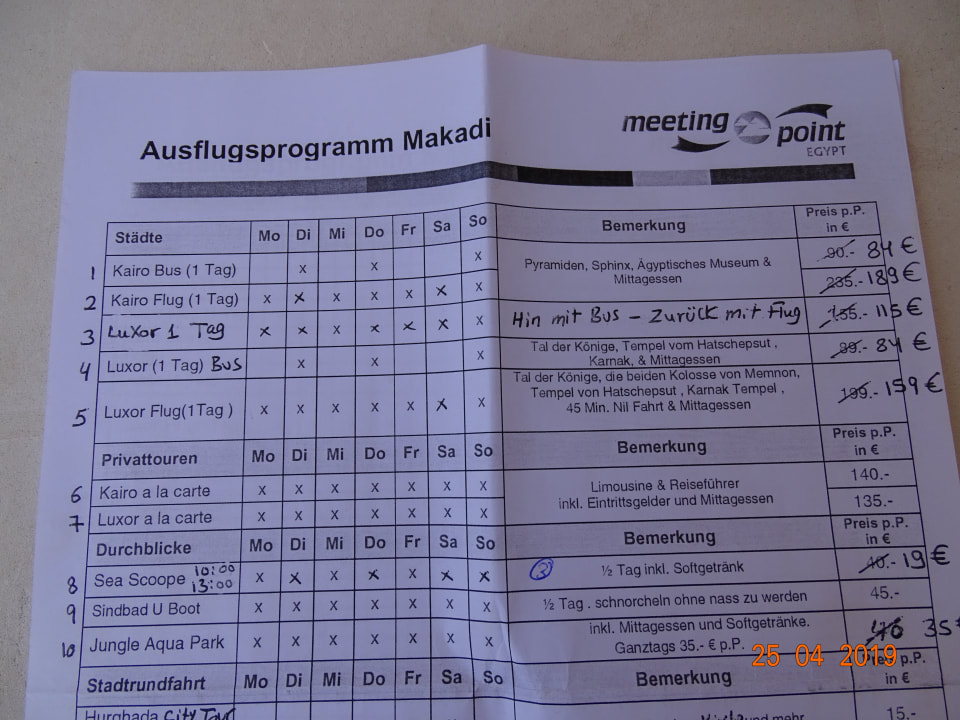 meeting point
EGYPT
Ausflugsprogramm Makadi
Städte Mo Di Mi Do Fr Sa So Bemerkung Preis p.P. in €
1 Kairo Bus (1 Tag) x x x Pyramiden, Sphinx, Ägyptisches Museum & Mittagessen 90.- 84 €
2 Kairo Flug (1 Tag) x x x x x x x 235.- 189 €
3 Luxor 1 Tag x x x x x x x Hin mit Bus - Zurück mit Flug 155.- 115 €
4 Luxor (1 Tag) Bus x x x Tal der Könige, Tempel vom Hatschepsut , Karnak, & Mittagessen 99.- 84 €
5 Luxor Flug(1Tag ) x x x x x x x Tal der Könige, die beiden Kolosse von Memnon, Tempel von Hatschepsut , Karnak Tempel , 45 Min. Nil Fahrt & Mittagessen 199.- 159 €
Privattouren Mo Di Mi Do Fr Sa So Bemerkung Preis p.P. in €
6 Kairo a la carte x x x x x x x Limousine & Reiseführer inkl. Eintrittsgelder und Mittagessen 140.-
7 Luxor a la carte x x x x x x x 135.-
Durchblicke Mo Di Mi Do Fr Sa So Bemerkung Preis p.P. in €
8 Sea Scoope 10:00 13:00 x x x x x x x 3 ½ Tag inkl. Softgetränk 40.- 19 €
9 Sindbad U Boot x x x x x x x ½ Tag . schnorcheln ohne nass zu werden 45.-
10 Jungle Aqua Park x x x x x x x inkl. Mittagessen und Softgetränke. Ganztags 35.- € p.P. 35
25 04 2019
Stadtrundfahrt Mo Di Mi Do Fr Sa So Bemerkung Preis p.P. in €
Hurghada City Tour und mehr 15.-